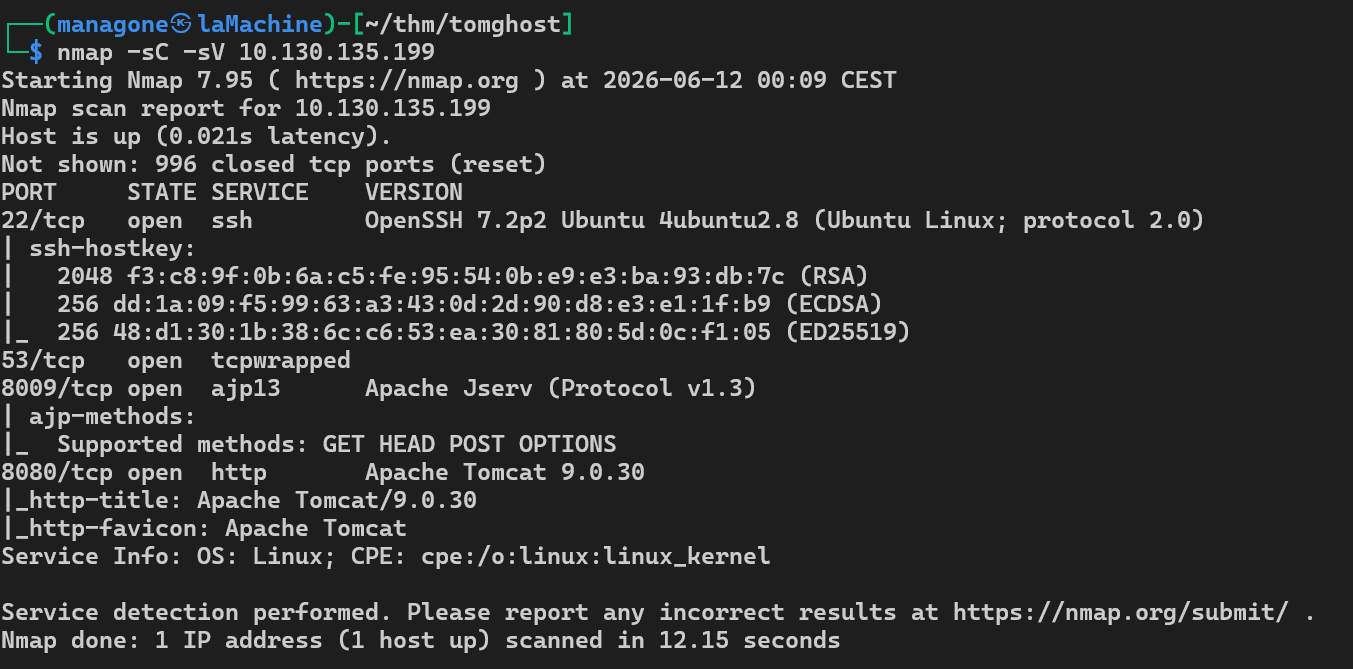 ┌──(managone㉿laMachine)-[~/thm/tomghost]
└─$ nmap -sC -sV 10.130.135.199
Starting Nmap 7.95 ( https://nmap.org ) at 2026-06-12 00:09 CEST
Nmap scan report for 10.130.135.199
Host is up (0.021s latency).
Not shown: 996 closed tcp ports (reset)
PORT     STATE SERVICE    VERSION
22/tcp   open  ssh        OpenSSH 7.2p2 Ubuntu 4ubuntu2.8 (Ubuntu Linux; protocol 2.0)
| ssh-hostkey:
|   2048 f3:c8:9f:0b:6a:c5:fe:95:54:0b:e9:e3:ba:93:db:7c (RSA)
|   256 dd:1a:09:f5:99:63:a3:43:0d:2d:90:d8:e3:e1:1f:b9 (ECDSA)
|_  256 48:d1:30:1b:38:6c:c6:53:ea:30:81:80:5d:0c:f1:05 (ED25519)
53/tcp   open  tcpwrapped
8009/tcp open  ajp13      Apache Jserv (Protocol v1.3)
| ajp-methods:
|_  Supported methods: GET HEAD POST OPTIONS
8080/tcp open  http       Apache Tomcat 9.0.30
|_http-title: Apache Tomcat/9.0.30
|_http-favicon: Apache Tomcat
Service Info: OS: Linux; CPE: cpe:/o:linux:linux_kernel

Service detection performed. Please report any incorrect results at https://nmap.org/submit/ .
Nmap done: 1 IP address (1 host up) scanned in 12.15 seconds